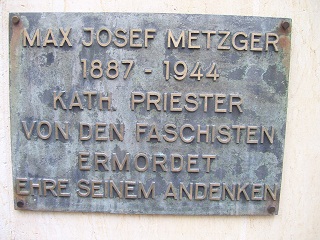 MAX JOSEF METZGER
1887 - 1944
KATH. PRIESTER
VON DEN FASCHISTEN
ERMORDET
EHRE SEINEM ANDENKEN